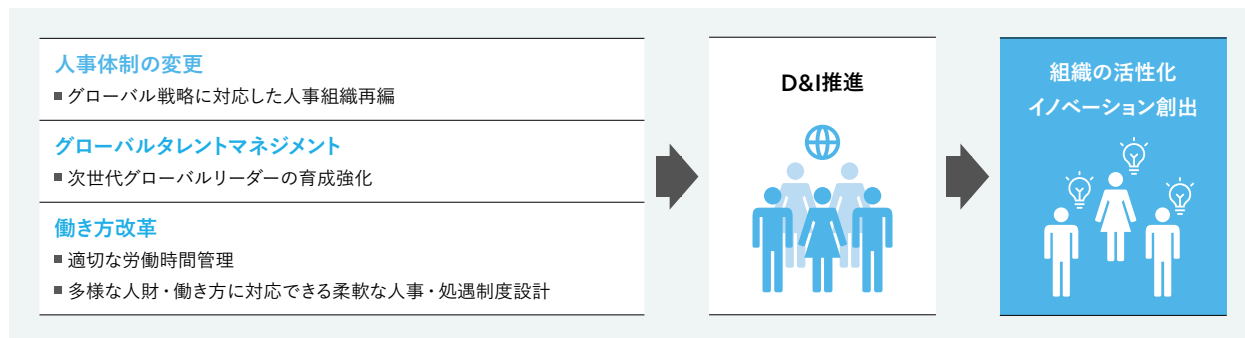 人事体制の変更
■グローバル戦略に対応した人事組織再編
グローバルタレントマネジメント
■次世代グローバルリーダーの育成強化
働き方改革
■適切な労働時間管理
■多様な人財・働き方に対応できる柔軟な人事・処遇制度設計
D&I推進
組織の活性化
イノベーション創出